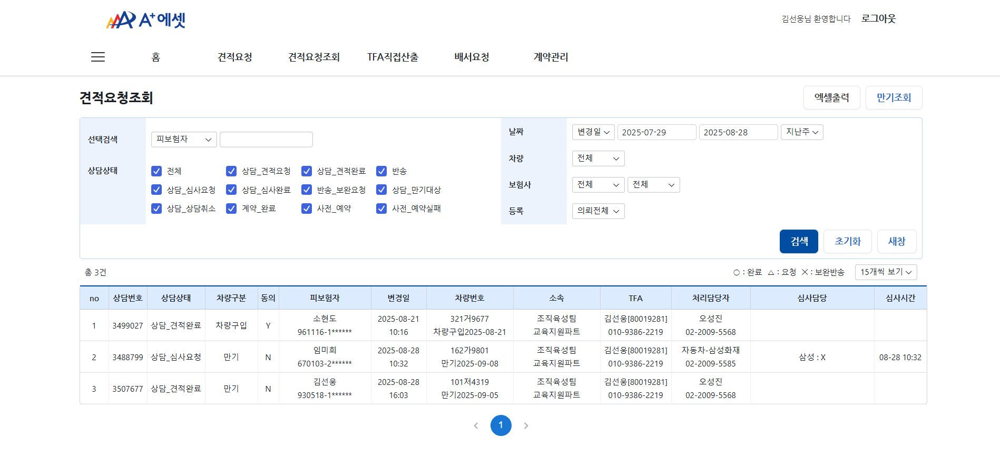 A+에셋
김선웅님 환영합니다 로그아웃
홈 견적요청 견적요청조회 TFA직접산출 배서요청 계약관리
견적요청조회
엑셀출력 만기조회
선택검색 피보험자
날짜 변경일 2025-07-29 2025-08-28 지난주
상담상태 전체 상담_견적요청 상담_견적완료 반송
상담_심사요청 상담_심사완료 반송_보완요청 상담_만기대상
상담_상담취소 계약_완료 사전_예약 사전_예약실패
차량 전체
보험사 전체 전체
등록 의뢰전체
검색 초기화 새창
총 3건
○ : 완료 △ : 요청 ✕ : 보완반송 15개씩 보기
no 상담번호 상담상태 차량구분 동의 피보험자 변경일 차량번호 소속 TFA 처리담당자 심사담당 심사시간
1 3499027 상담_견적완료 차량구입 Y 소현도 2025-08-21 321거9677 조직육성팀 김선웅[80019281] 오성진
961116-1****** 10:16 차량구입2025-08-21 교육지원파트 010-9386-2219 02-2009-5568
2 3488799 상담_심사요청 만기 N 임미희 2025-08-28 162가9801 조직육성팀 김선웅[80019281] 자동차-삼성화재 삼성 : X 08-28 10:32
670103-2****** 10:32 만기2025-09-08 교육지원파트 010-9386-2219 02-2009-5585
3 3507677 상담_견적완료 만기 N 김선웅 2025-08-28 101저4319 조직육성팀 김선웅[80019281] 오성진
930518-1****** 16:03 만기2025-09-05 교육지원파트 010-9386-2219 02-2009-5568
1